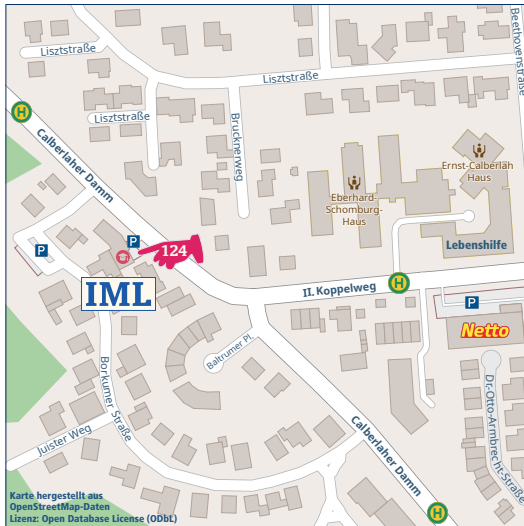 Lisztstraße
Lisztstraße
Lisztstraße
Beethovenstraße
Brucknerweg
H
Calberlaher Damm
Ernst-Calberlah
Haus
Eberhard-
Schomburg-
Haus
Lebenshilfe
P
P
124
IML
II. Koppelweg
H
P
Netto
Baltrumer Pl.
Borkumer Straße
Juister Weg
Dr.-Otto-Armbrecht-Straße
Calberlaher Damm
H
Karte hergestellt aus
OpenStreetMap-Daten
Lizenz: Open Database License (ODbL)